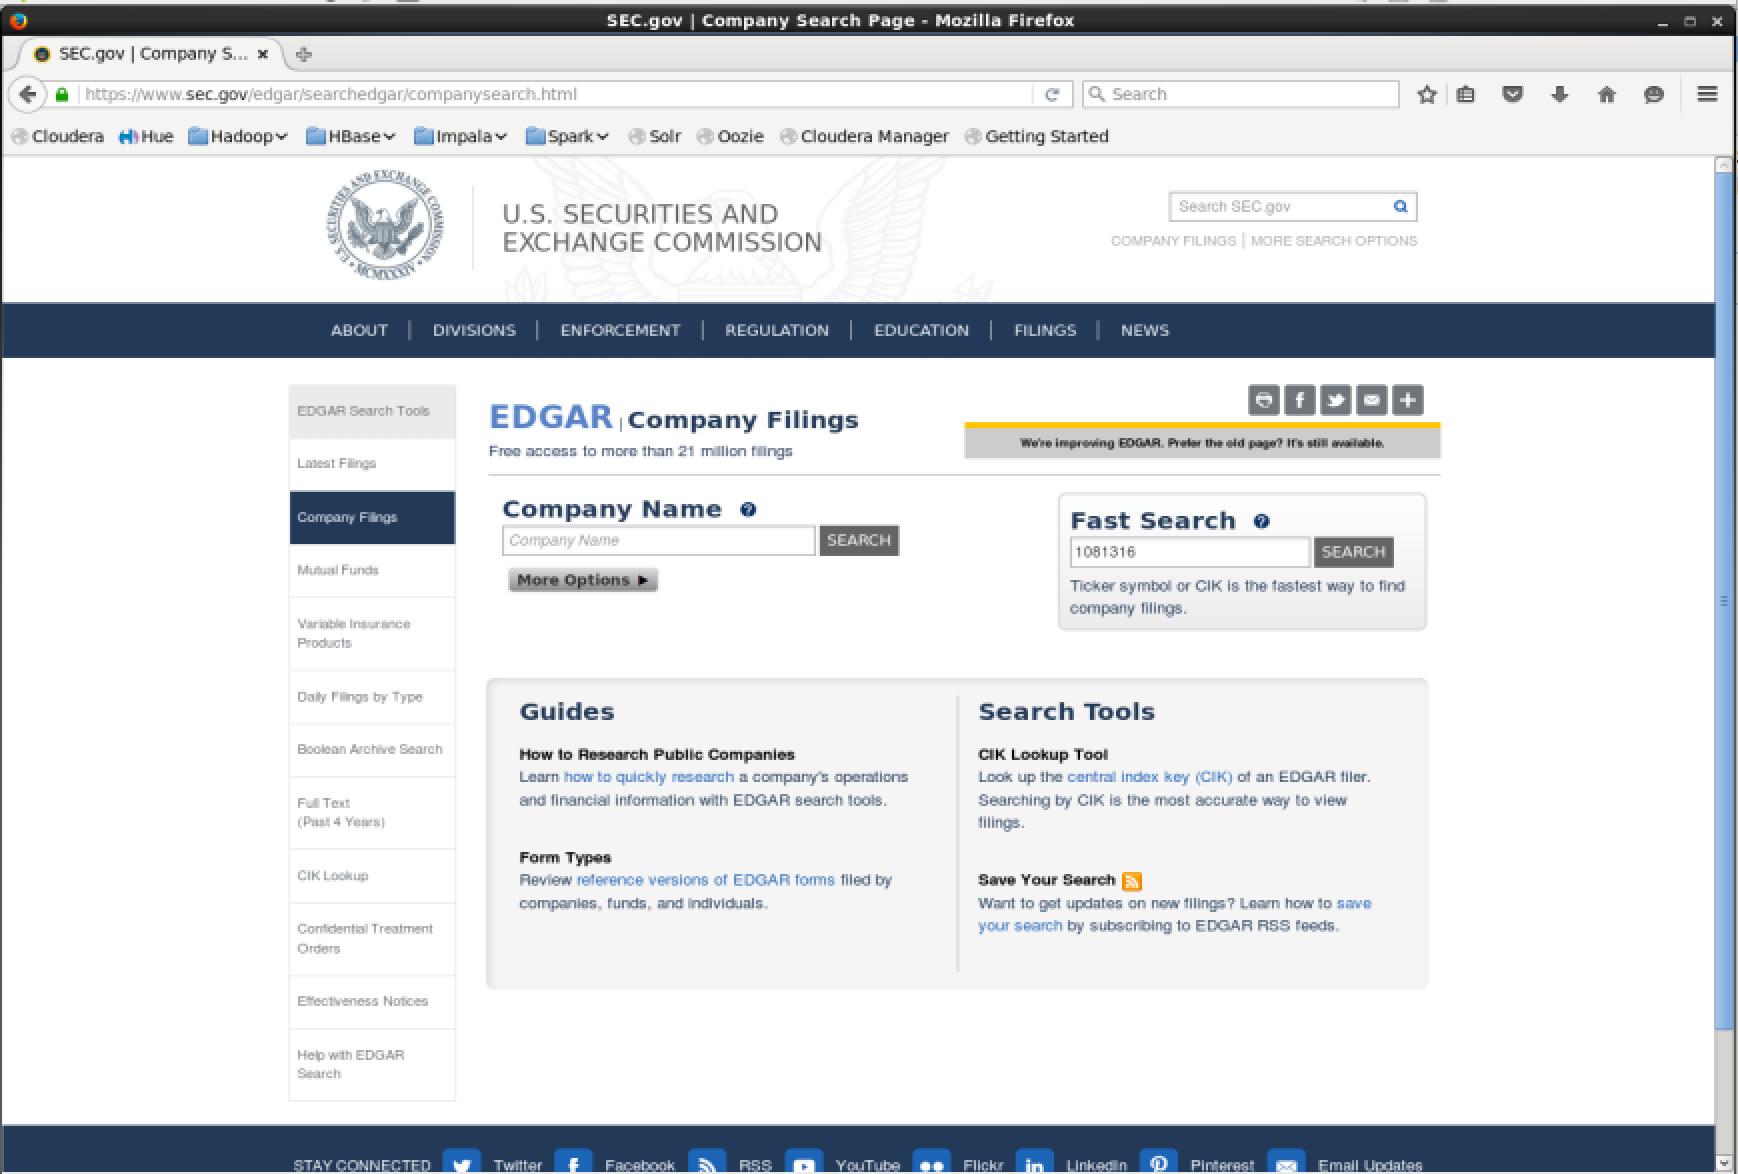 SEC.gov | Company Search Page - Mozilla Firefox
SEC.gov | Company S...
https://www.sec.gov/edgar/searchedgar/companysearch.html
Search
Cloudera
Hue
Hadoop
HBase
Impala
Spark
Solr
Oozie
Cloudera Manager
Getting Started
U.S. SECURITIES AND EXCHANGE COMMISSION
MCMXXXIV
U.S. SECURITIES AND
EXCHANGE COMMISSION
Search SEC.gov
COMPANY FILINGS | MORE SEARCH OPTIONS
ABOUT | DIVISIONS | ENFORCEMENT | REGULATION | EDUCATION | FILINGS | NEWS
EDGAR Search Tools
Latest Filings
Company Filings
Mutual Funds
Variable Insurance
Products
Daily Filings by Type
Boolean Archive Search
Full Text
(Past 4 Years)
CIK Lookup
Confidential Treatment
Orders
Effectiveness Notices
Help with EDGAR
Search
EDGAR | Company Filings
Free access to more than 21 million filings
We're improving EDGAR. Prefer the old page? It's still available.
Company Name
Company Name
SEARCH
More Options
Fast Search
1081316
SEARCH
Ticker symbol or CIK is the fastest way to find
company filings.
Guides
How to Research Public Companies
Learn how to quickly research a company's operations
and financial information with EDGAR search tools.
Form Types
Review reference versions of EDGAR forms filed by
companies, funds, and individuals.
Search Tools
CIK Lookup Tool
Look up the central index key (CIK) of an EDGAR filer.
Searching by CIK is the most accurate way to view
filings.
Save Your Search
Want to get updates on new filings? Learn how to save
your search by subscribing to EDGAR RSS feeds.
STAY CONNECTED Twitter Facebook RSS YouTube Flickr LinkedIn Pinterest Email Updates